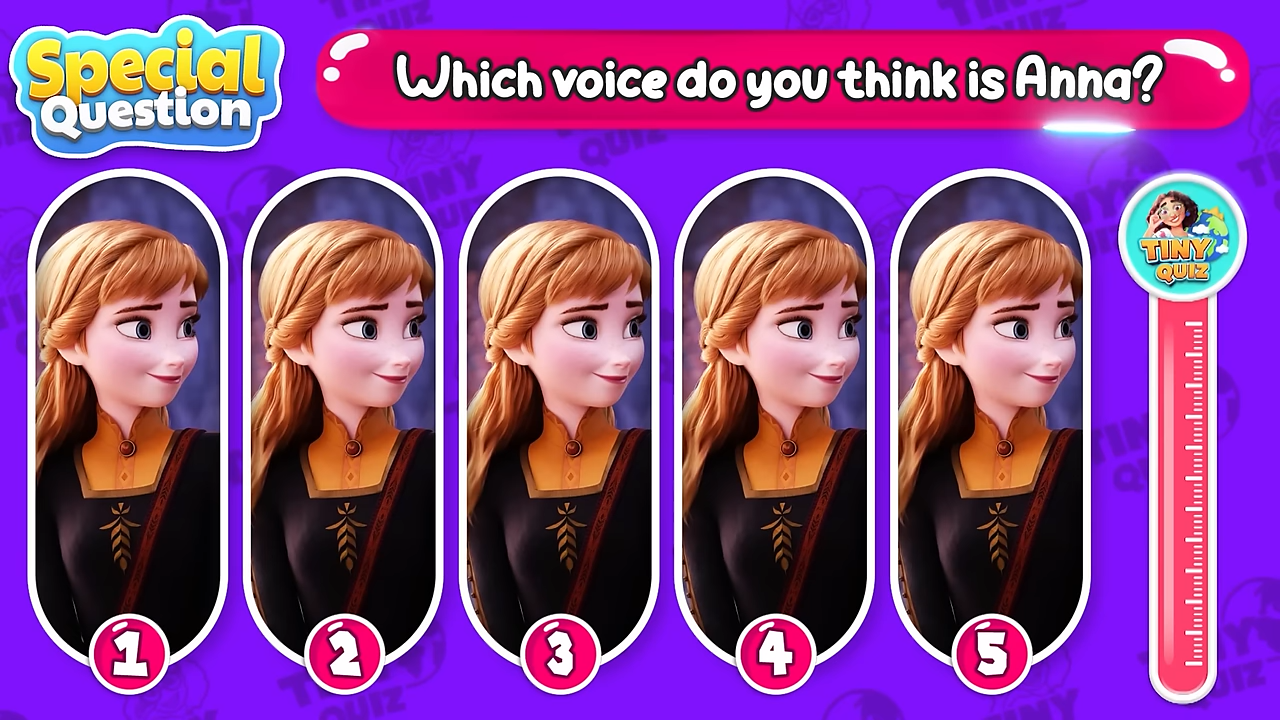 Special
Question
Which voice do you think is Anna?
TINY
QUIZ
1
2
3
4
5